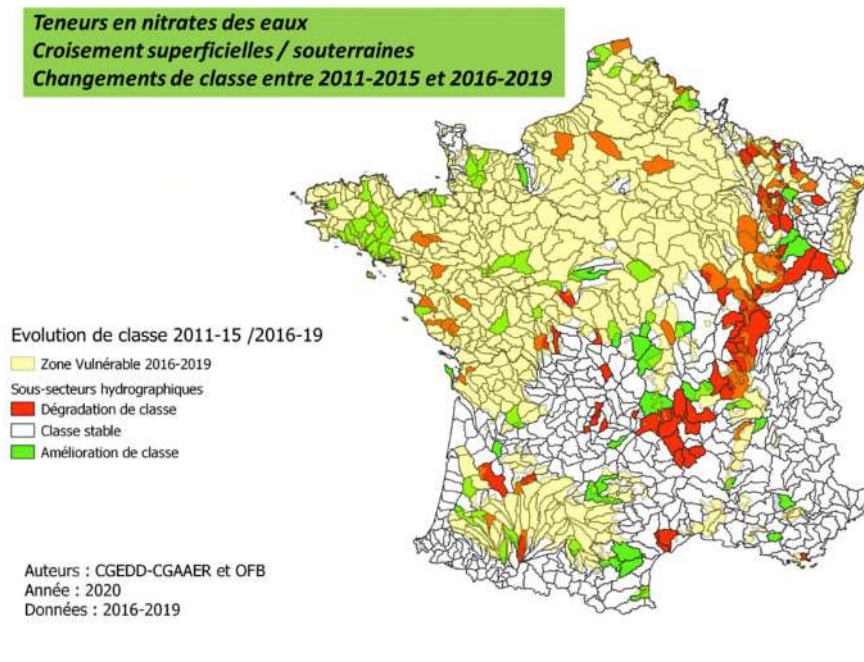 Teneurs en nitrates des eaux
Croisement superficielles / souterraines
Changements de classe entre 2011-2015 et 2016-2019
Evolution de classe 2011-15 /2016-19
Zone Vulnérable 2016-2019
Sous-secteurs hydrographiques
Dégradation de classe
Classe stable
Amélioration de classe
Auteurs : CGEDD-CGAAER et OFB
Année : 2020
Données : 2016-2019